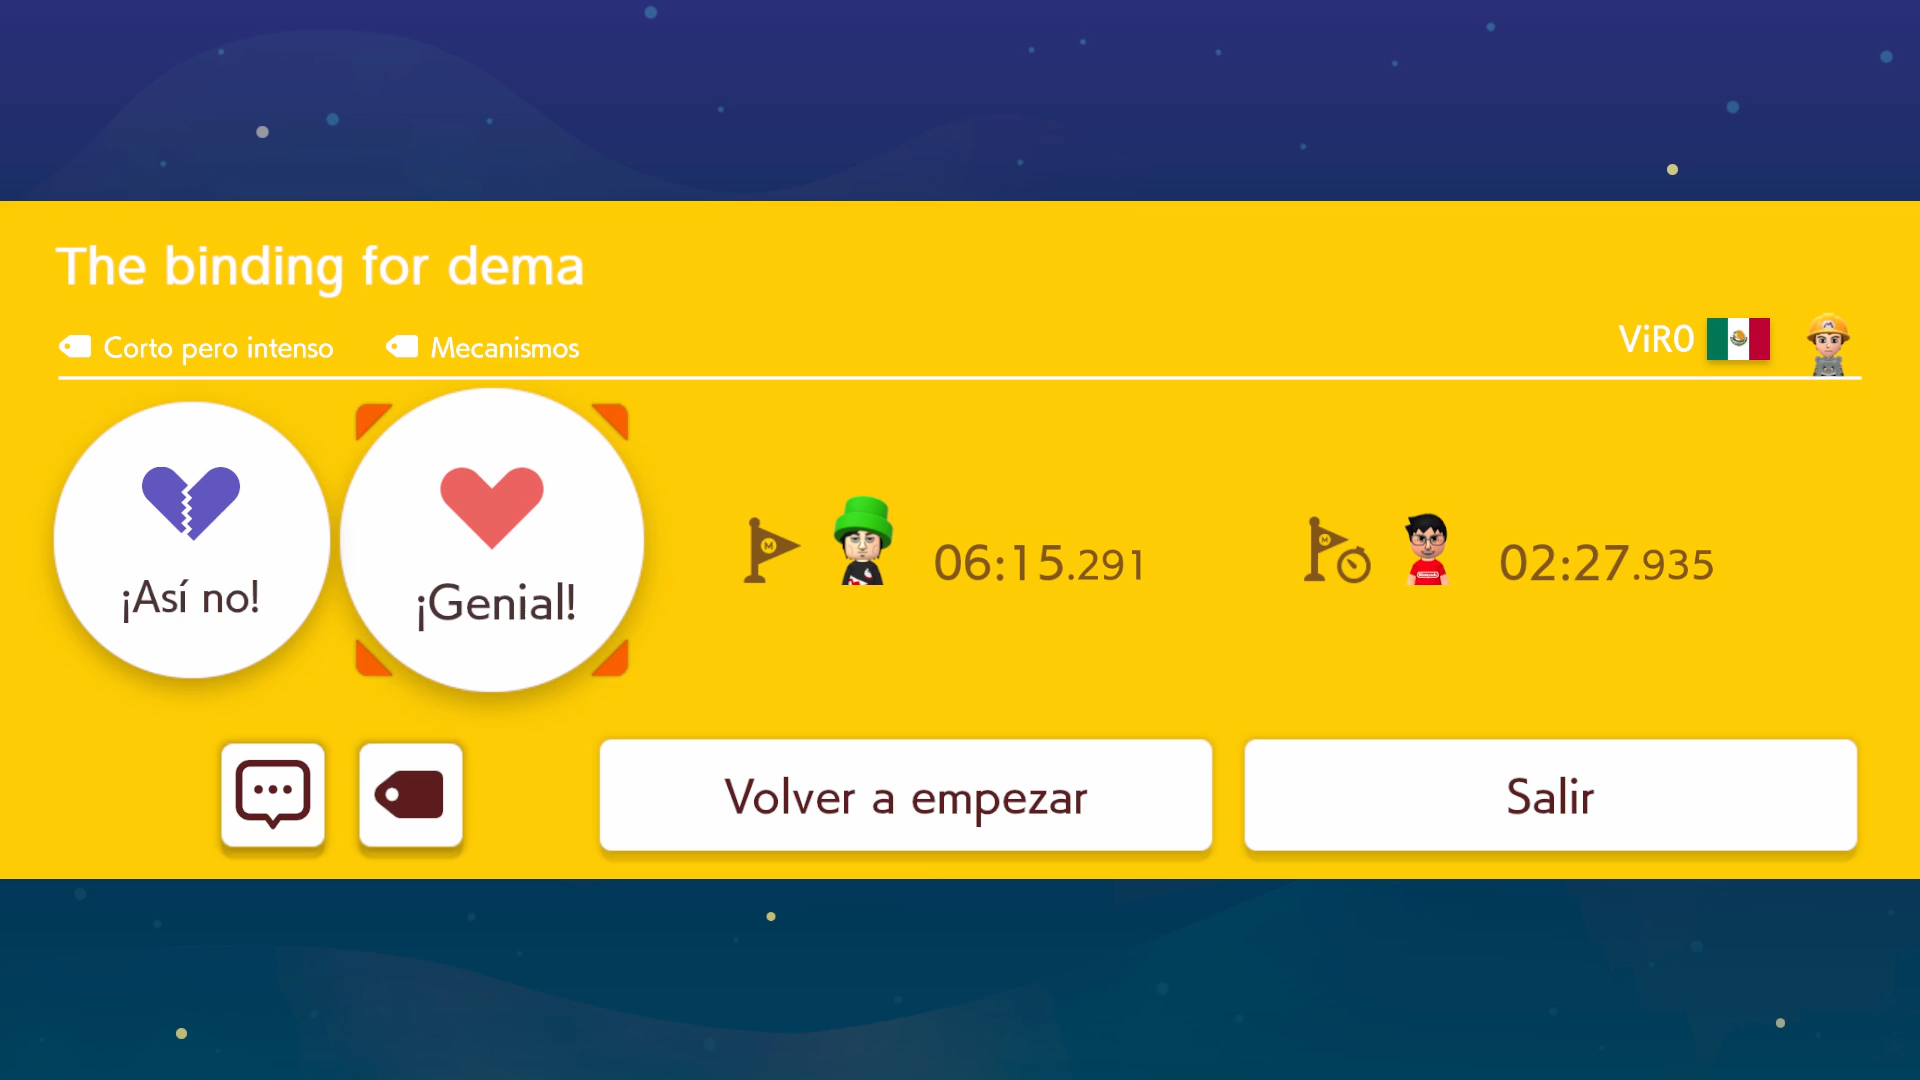 The binding for dema
Corto pero intenso Mecanismos
ViRO
¡Así no!
¡Genial!
06:15.291
02:27.935
Volver a empezar
Salir